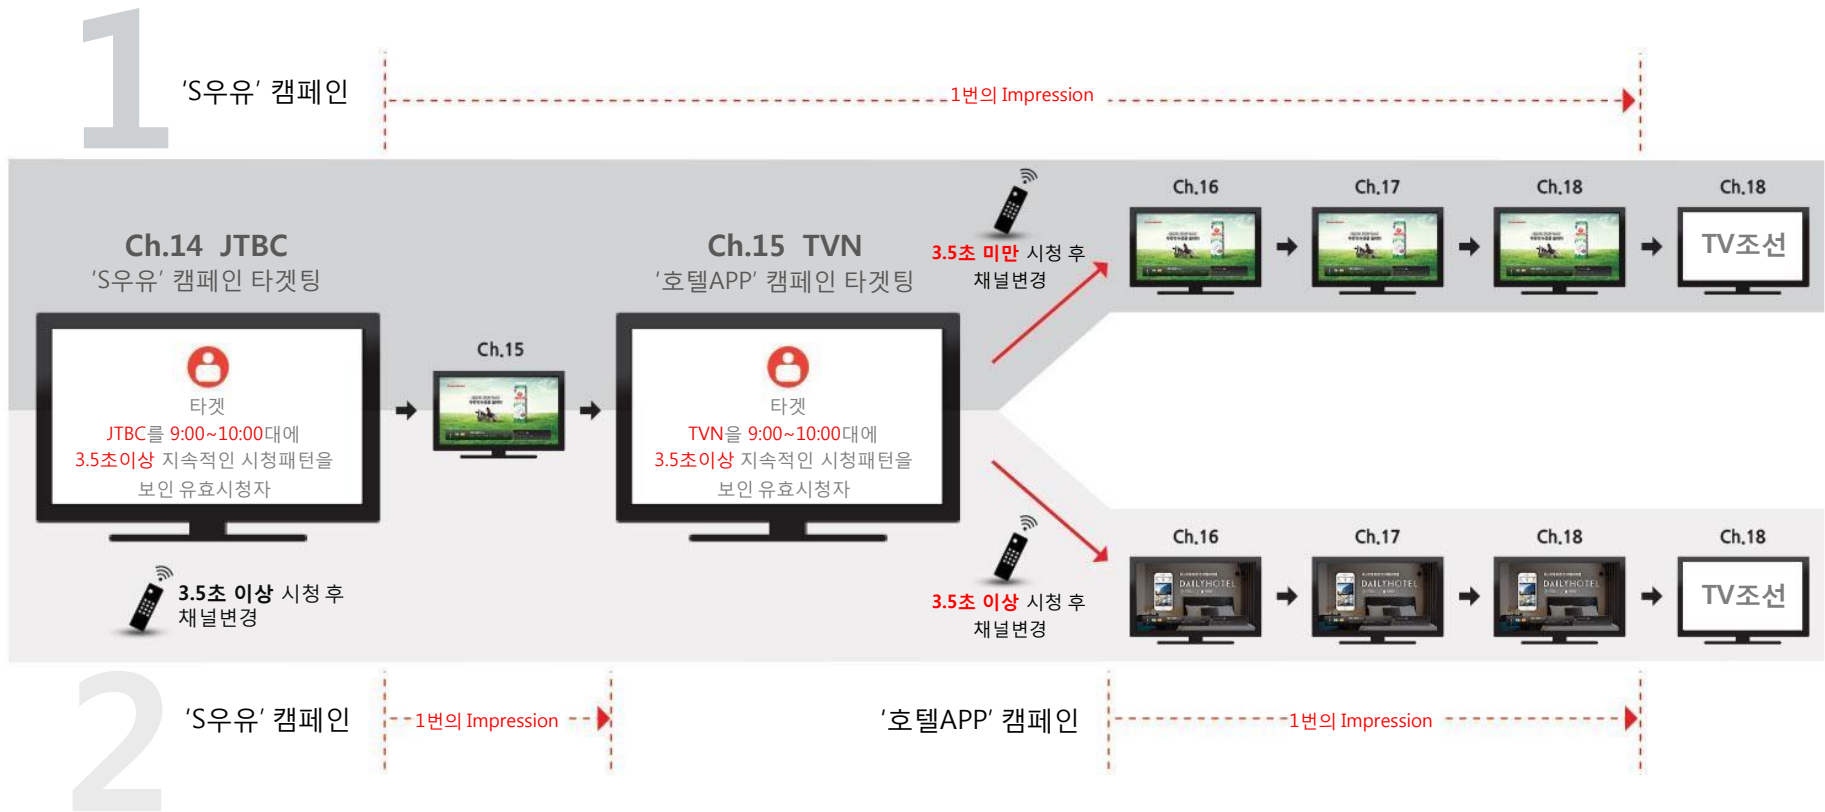 1
'S우유' 캠페인
1번의 Impression
Ch.14 JTBC
'S우유' 캠페인 타겟팅
타겟
JTBC를 9:00~10:00대에
3.5초이상 지속적인 시청패턴을
보인 유효시청자
3.5초 이상 시청 후
채널변경
Ch.15
Ch.15 TVN
'호텔APP' 캠페인 타겟팅
타겟
TVN을 9:00~10:00대에
3.5초이상 지속적인 시청패턴을
보인 유효시청자
3.5초 미만 시청 후
채널변경
Ch.16
Ch.17
Ch.18
Ch.18
TV조선
3.5초 이상 시청 후
채널변경
Ch.16
Ch.17
Ch.18
Ch.18
DAILYHOTEL
DAILYHOTEL
DAILYHOTEL
TV조선
2
'S우유' 캠페인
1번의 Impression
'호텔APP' 캠페인
1번의 Impression